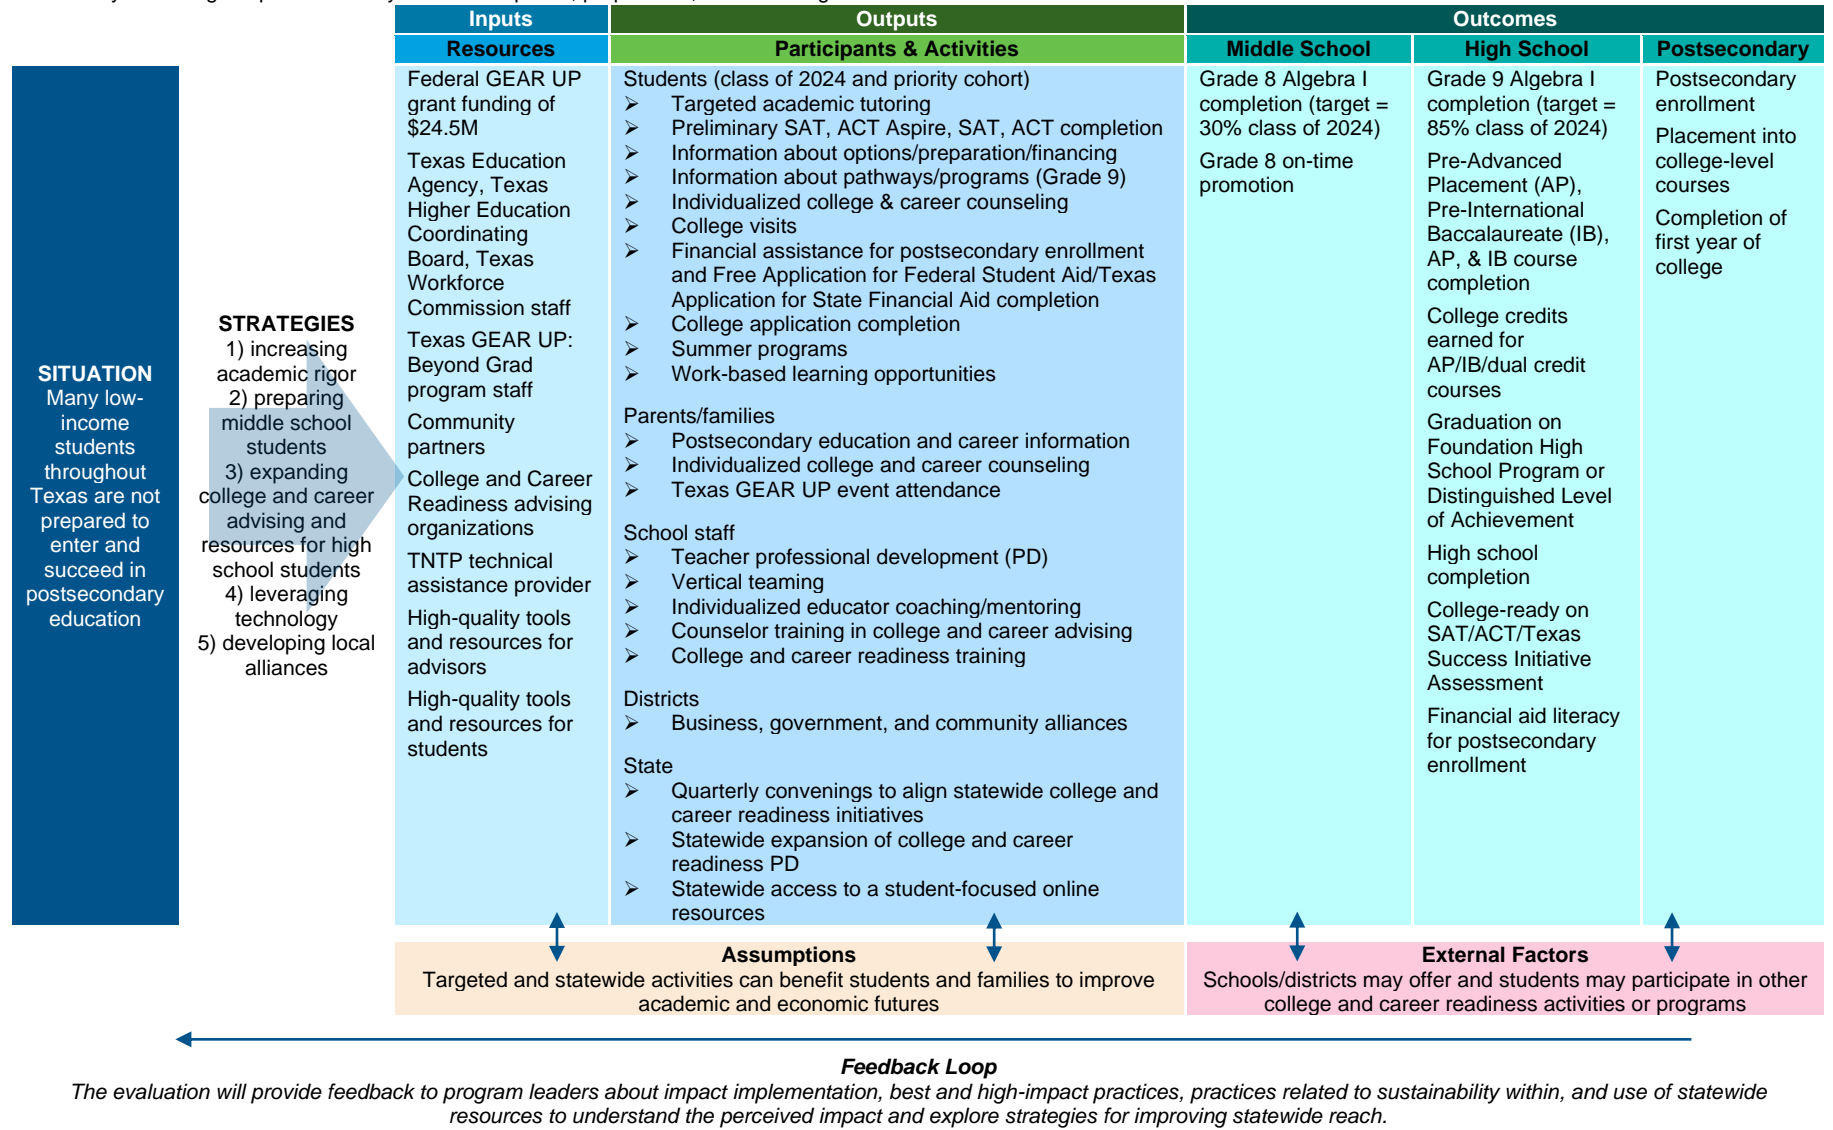 Inputs
Outputs
Outcomes
Resources
Participants & Activities
Middle School
High School
Postsecondary
SITUATION
Many low-
income
students
throughout
Texas are not
prepared to
enter and
succeed in
postsecondary
education
STRATEGIES
1) increasing
academic rigor
2) preparing
middle school
students
3) expanding
college and career
advising and
resources for high
school students
4) leveraging
technology
5) developing local
alliances
Federal GEAR UP
grant funding of
$24.5M
Texas Education
Agency, Texas
Higher Education
Coordinating
Board, Texas
Workforce
Commission staff
Texas GEAR UP:
Beyond Grad
program staff
Community
partners
College and Career
Readiness advising
organizations
TNTP technical
assistance provider
High-quality tools
and resources for
advisors
High-quality tools
and resources for
students
Students (class of 2024 and priority cohort)
➢ Targeted academic tutoring
➢ Preliminary SAT, ACT Aspire, SAT, ACT completion
➢ Information about options/preparation/financing
➢ Information about pathways/programs (Grade 9)
➢ Individualized college & career counseling
➢ College visits
➢ Financial assistance for postsecondary enrollment
and Free Application for Federal Student Aid/Texas
Application for State Financial Aid completion
➢ College application completion
➢ Summer programs
➢ Work-based learning opportunities
Parents/families
➢ Postsecondary education and career information
➢ Individualized college and career counseling
➢ Texas GEAR UP event attendance
School staff
➢ Teacher professional development (PD)
➢ Vertical teaming
➢ Individualized educator coaching/mentoring
➢ Counselor training in college and career advising
➢ College and career readiness training
Districts
➢ Business, government, and community alliances
State
➢ Quarterly convenings to align statewide college and
career readiness initiatives
➢ Statewide expansion of college and career
readiness PD
➢ Statewide access to a student-focused online
resources
Grade 8 Algebra I
completion (target =
30% class of 2024)
Grade 8 on-time
promotion
Grade 9 Algebra I
completion (target =
85% class of 2024)
Pre-Advanced
Placement (AP),
Pre-International
Baccalaureate (IB),
AP, & IB course
completion
College credits
earned for
AP/IB/dual credit
courses
Graduation on
Foundation High
School Program or
Distinguished Level
of Achievement
High school
completion
College-ready on
SAT/ACT/Texas
Success Initiative
Assessment
Financial aid literacy
for postsecondary
enrollment
Postsecondary
enrollment
Placement into
college-level
courses
Completion of
first year of
college
Assumptions
Targeted and statewide activities can benefit students and families to improve
academic and economic futures
External Factors
Schools/districts may offer and students may participate in other
college and career readiness activities or programs
Feedback Loop
The evaluation will provide feedback to program leaders about impact implementation, best and high-impact practices, practices related to sustainability within, and use of statewide
resources to understand the perceived impact and explore strategies for improving statewide reach.